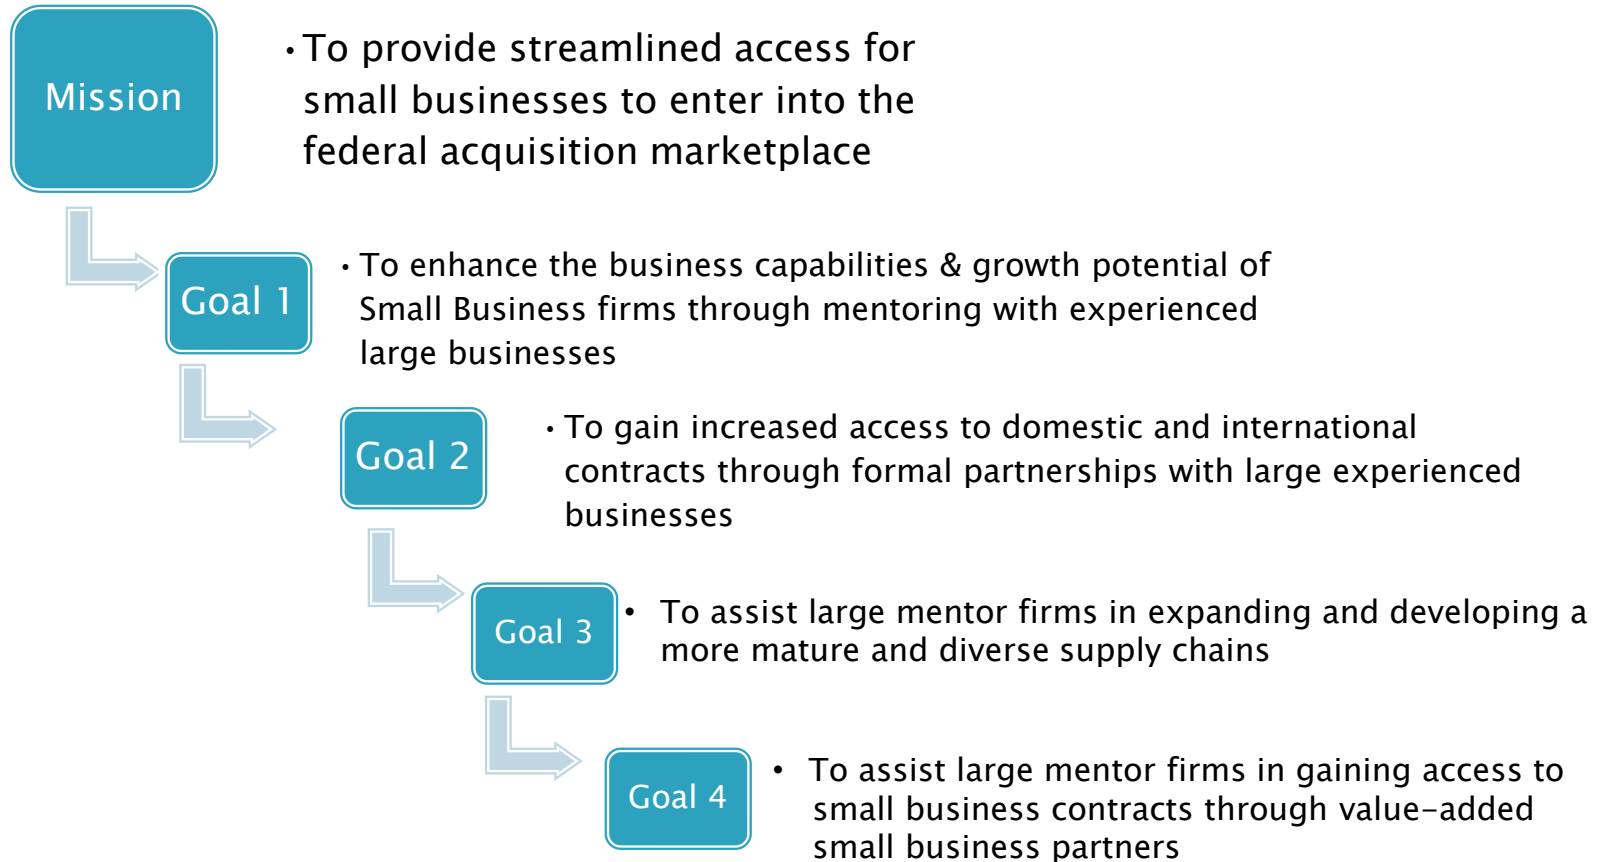 Mission
• To provide streamlined access for
small businesses to enter into the
federal acquisition marketplace
Goal 1
• To enhance the business capabilities & growth potential of
Small Business firms through mentoring with experienced
large businesses
Goal 2
• To gain increased access to domestic and international
contracts through formal partnerships with large experienced
businesses
Goal 3
• To assist large mentor firms in expanding and developing a
more mature and diverse supply chains
Goal 4
• To assist large mentor firms in gaining access to
small business contracts through value-added
small business partners